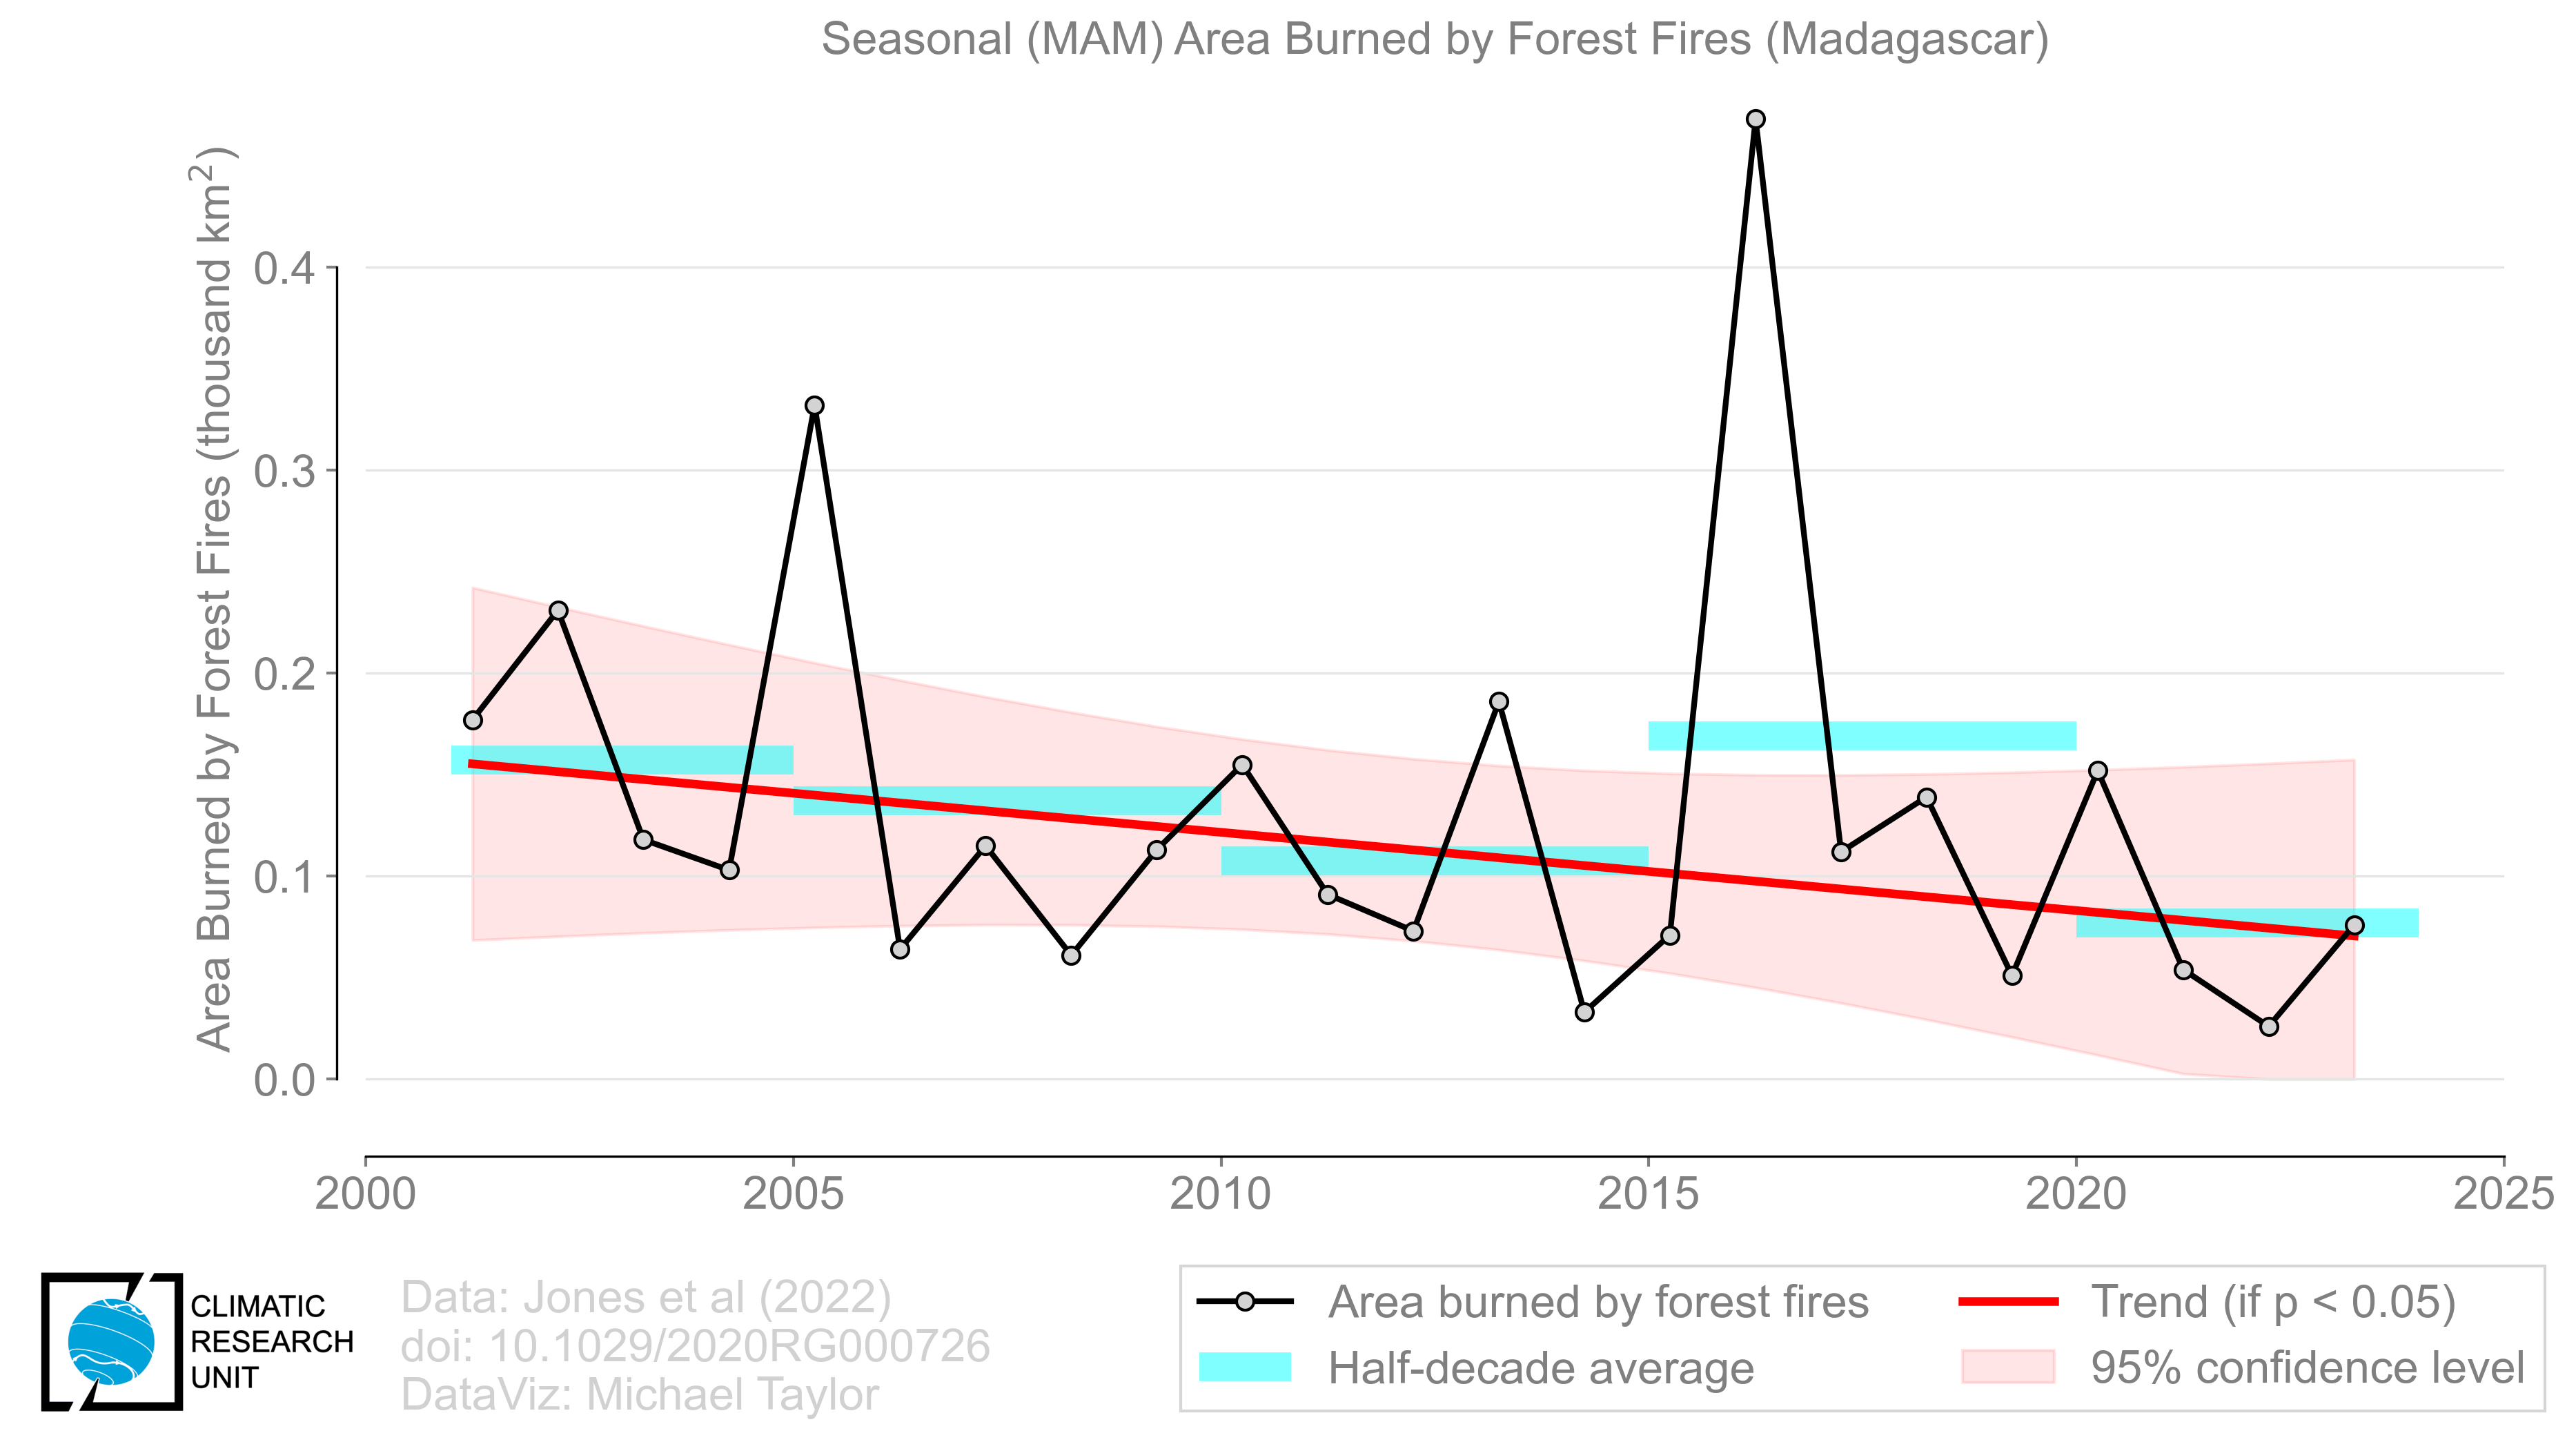 Seasonal (MAM) Area Burned by Forest Fires (Madagascar)
Area Burned by Forest Fires (thousand km²)
0.4
0.3
0.2
0.1
0.0
2000 2005 2010 2015 2020 2025
CLIMATIC
RESEARCH
UNIT
Data: Jones et al (2022)
doi: 10.1029/2020RG000726
DataViz: Michael Taylor
Area burned by forest fires
Half-decade average
Trend (if p < 0.05)
95% confidence level